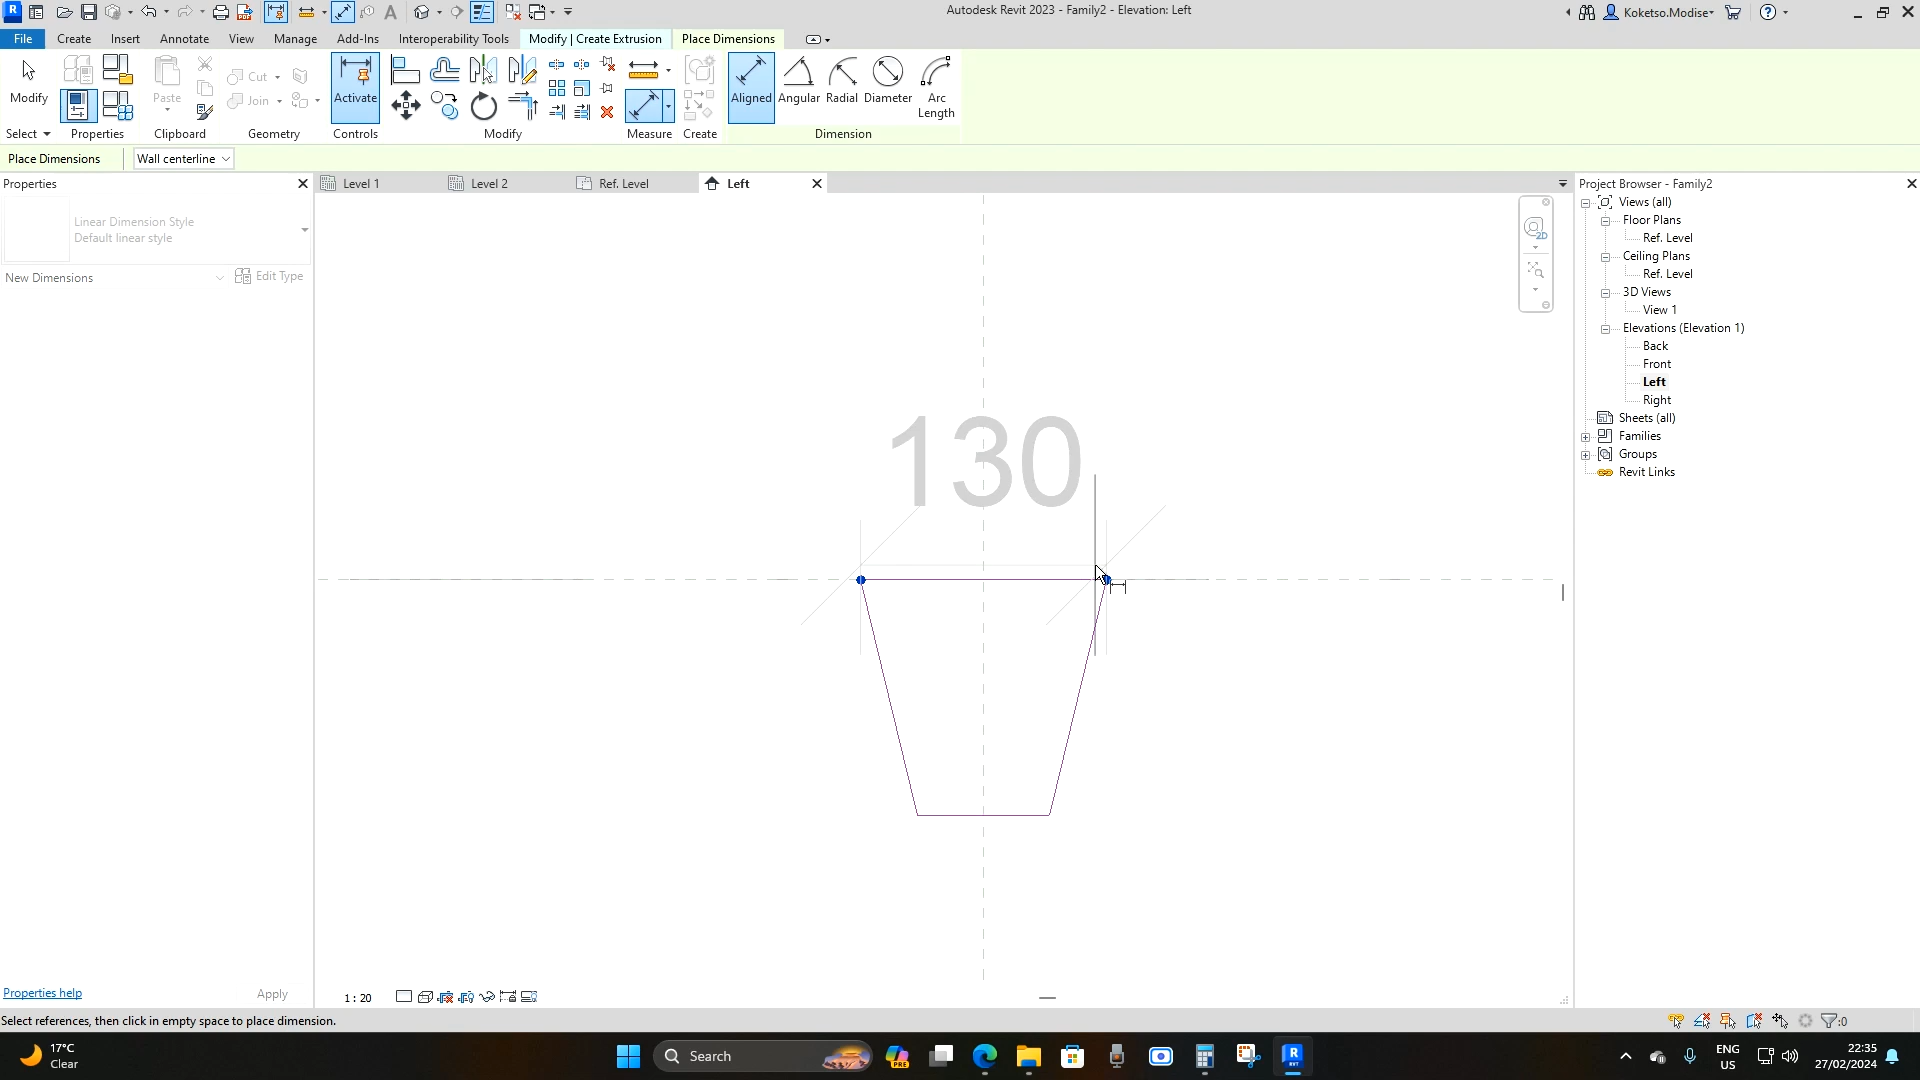 Autodesk Revit 2023 - Family2 - Elevation: Left
Koketso.Modise
File Create Insert Annotate View Manage Add-Ins Interoperability Tools Modify | Create Extrusion Place Dimensions
Modify Paste Cut Join Activate Aligned Angular Radial Diameter Arc Length
Select Properties Clipboard Geometry Controls Modify Measure Create Dimension
Place Dimensions Wall centerline
Properties
Linear Dimension Style
Default linear style
New Dimensions Edit Type
Level 1 Level 2 Ref. Level Left
2D
130
Project Browser - Family2
Views (all)
Floor Plans
Ref. Level
Ceiling Plans
Ref. Level
3D Views
View 1
Elevations (Elevation 1)
Back
Front
Left
Right
Sheets (all)
Families
Groups
Revit Links
Properties help Apply
1 : 20
Select references, then click in empty space to place dimension.
:0
17°C
Clear
Search
PRE
ENG
US
22:35
27/02/2024